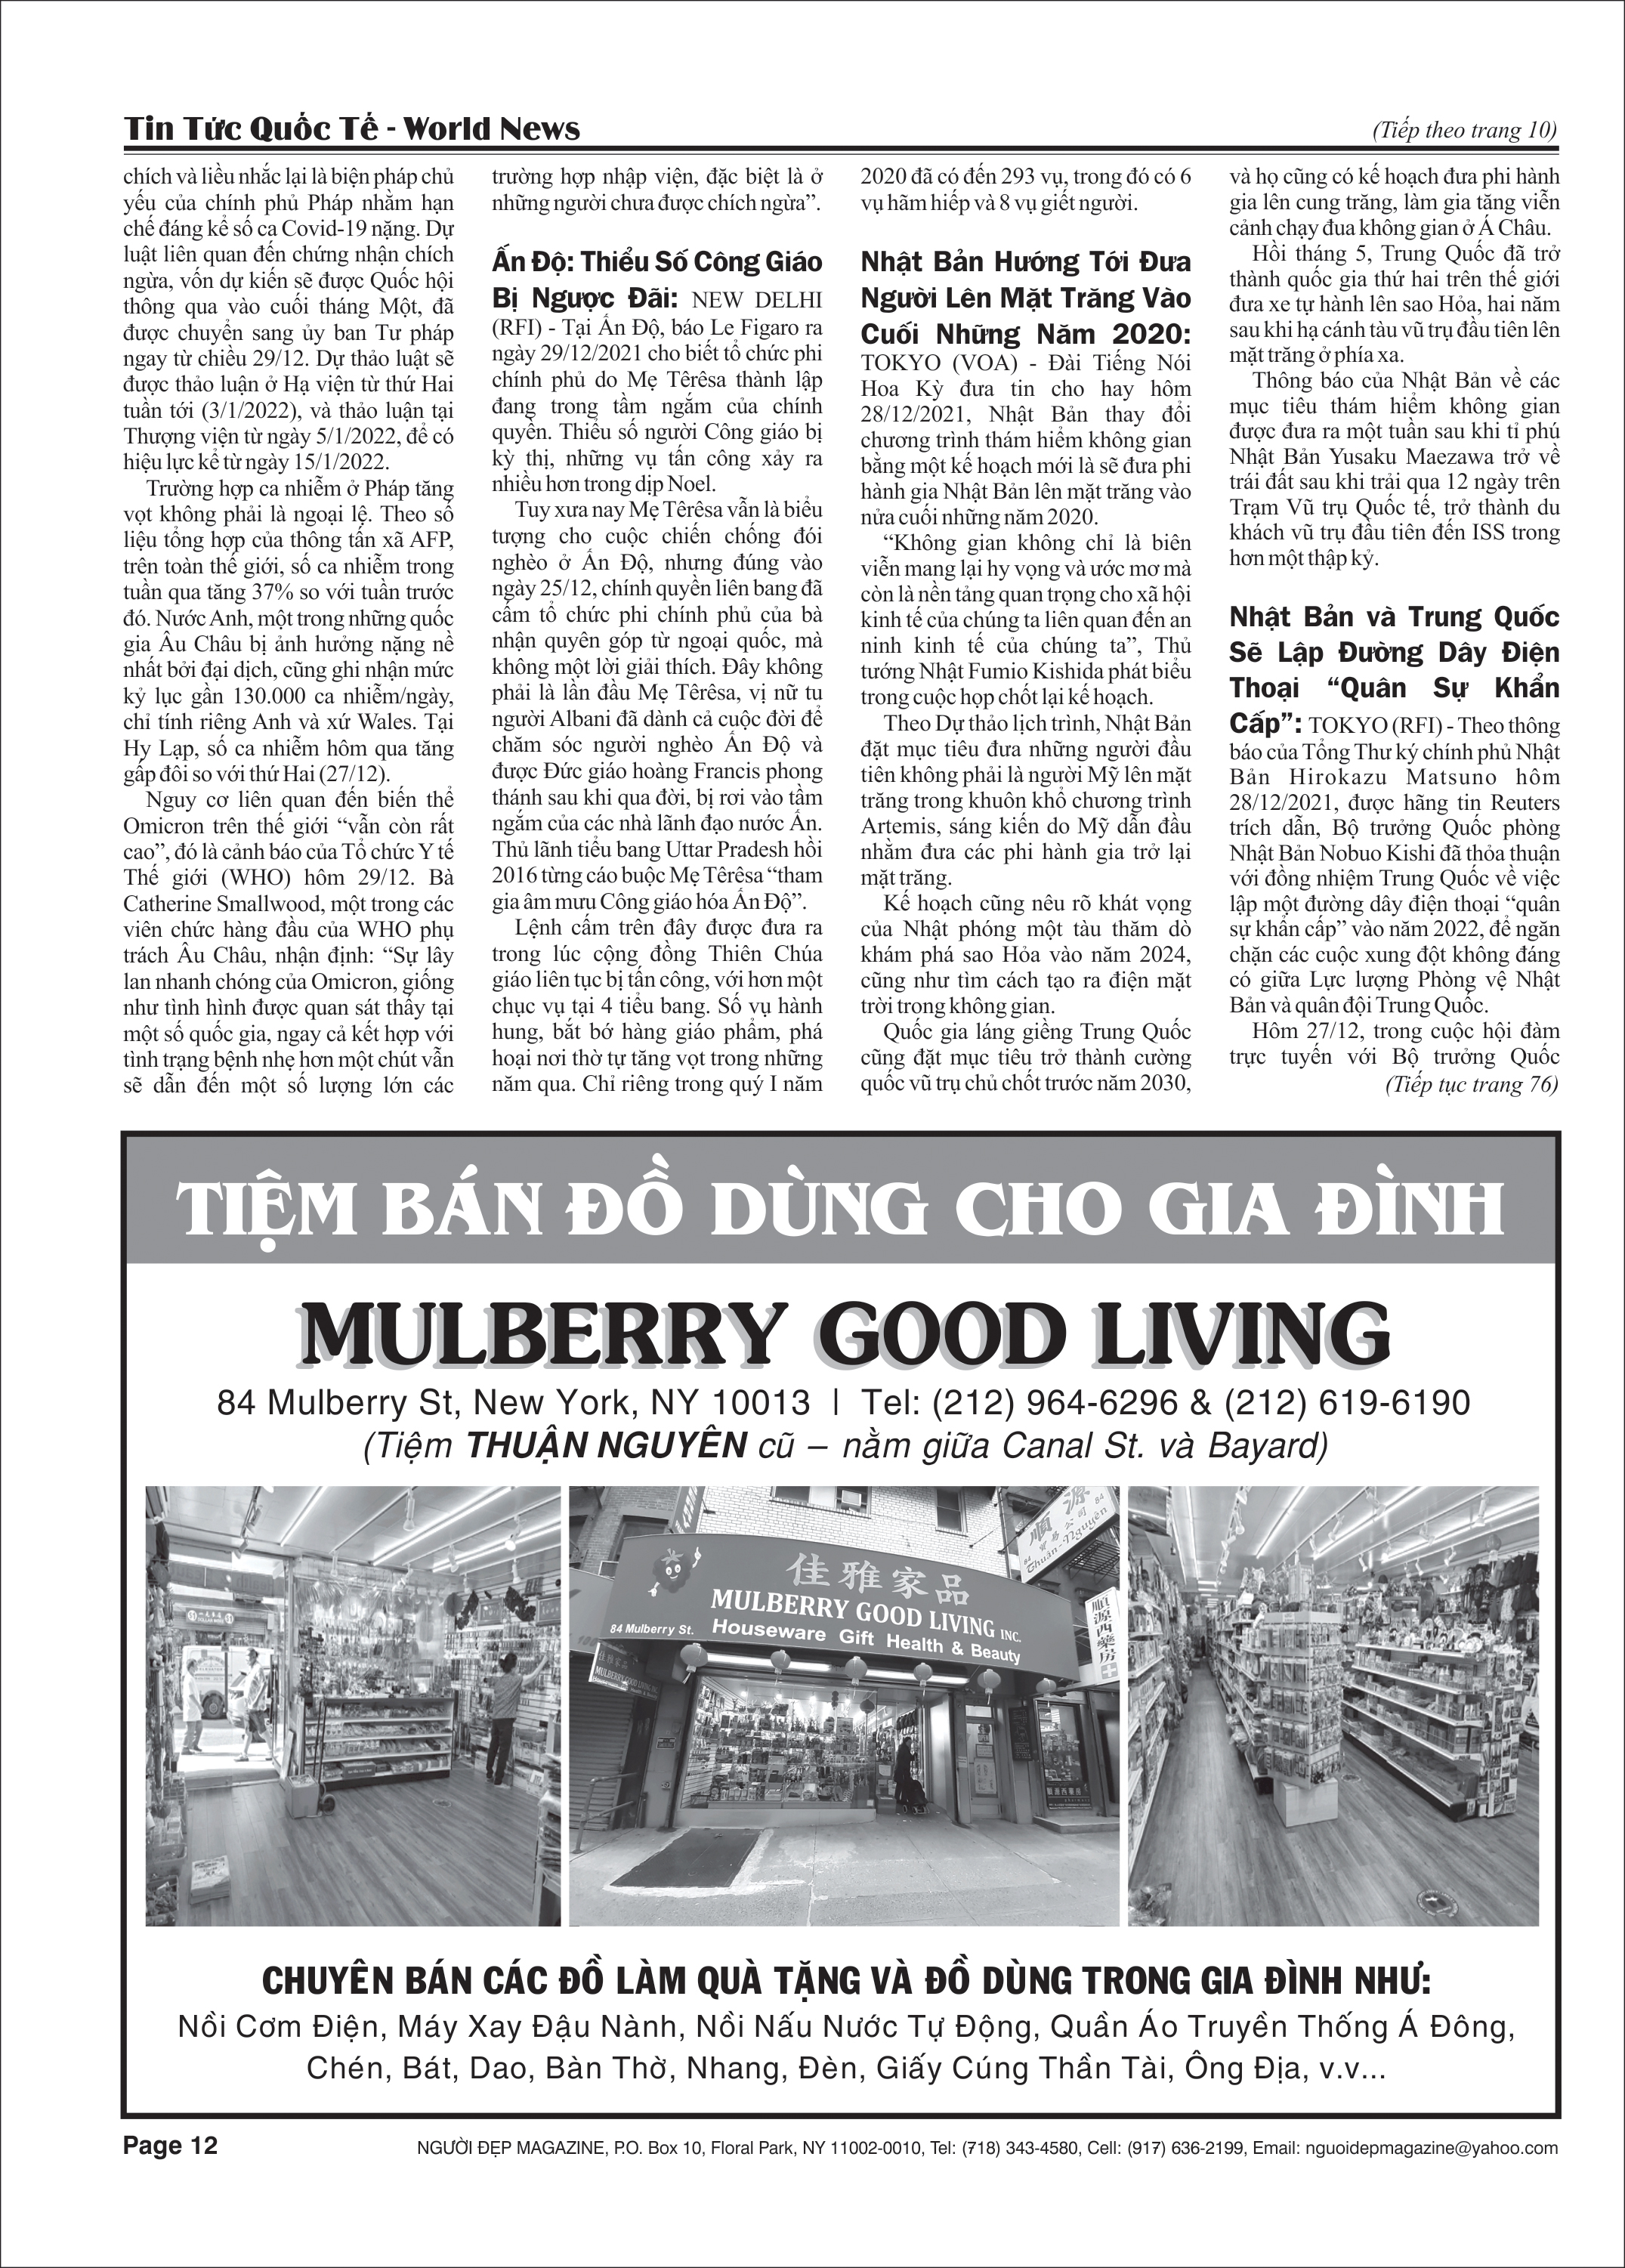 Tin Tức Quốc Tế - World News
(Tiếp theo trang 10)
chích và liều nhắc lại là biện pháp chủ
yếu của chính phủ Pháp nhằm hạn
chế đáng kể số ca Covid-19 nặng. Dự
luật liên quan đến chứng nhận chích
ngừa, vốn dự kiến sẽ được Quốc hội
thông qua vào cuối tháng Một, đã
được chuyển sang ủy ban Tư pháp
ngay từ chiều 29/12. Dự thảo luật sẽ
được thảo luận ở Hạ viện từ thứ Hai
tuần tới (3/1/2022), và thảo luận tại
Thượng viện từ ngày 5/1/2022, để có
hiệu lực kể từ ngày 15/1/2022.
Trường hợp ca nhiễm ở Pháp tăng
vọt không phải là ngoại lệ. Theo số
liệu tổng hợp của thông tấn xã AFP,
trên toàn thế giới, số ca nhiễm trong
tuần qua tăng 37% so với tuần trước
đó. Nước Anh, một trong những quốc
gia Âu Châu bị ảnh hưởng nặng nề
nhất bởi đại dịch, cũng ghi nhận mức
kỷ lục gần 130.000 ca nhiễm/ngày,
chỉ tính riêng Anh và xứ Wales. Tại
Hy Lạp, số ca nhiễm hôm qua tăng
gấp đôi so với thứ Hai (27/12).
Nguy cơ liên quan đến biến thể
Omicron trên thế giới “vẫn còn rất
cao”, đó là cảnh báo của Tổ chức Y tế
Thế giới (WHO) hôm 29/12. Bà
Catherine Smallwood, một trong các
viên chức hàng đầu của WHO phụ
trách Âu Châu, nhận định: “Sự lây
lan nhanh chóng của Omicron, giống
như tình hình được quan sát thấy tại
một số quốc gia, ngay cả kết hợp với
tình trạng bệnh nhẹ hơn một chút vẫn
sẽ dẫn đến một số lượng lớn các
trường hợp nhập viện, đặc biệt là ở
những người chưa được chích ngừa”.
Ấn Độ: Thiểu Số Công Giáo
Bị Ngược Đãi: NEW DELHI
(RFI) - Tại Ấn Độ, báo Le Figaro ra
ngày 29/12/2021 cho biết tổ chức phi
chính phủ do Mẹ Têrêsa thành lập
đang trong tầm ngắm của chính
quyền. Thiểu số người Công giáo bị
kỳ thị, những vụ tấn công xảy ra
nhiều hơn trong dịp Noel.
Tuy xưa nay Mẹ Têrêsa vẫn là biểu
tượng cho cuộc chiến chống đói
nghèo ở Ấn Độ, nhưng đúng vào
ngày 25/12, chính quyền liên bang đã
cấm tổ chức phi chính phủ của bà
nhận quyên góp từ ngoại quốc, mà
không một lời giải thích. Đây không
phải là lần đầu Mẹ Têrêsa, vị nữ tu
người Albani đã dành cả cuộc đời để
chăm sóc người nghèo Ấn Độ và
được Đức giáo hoàng Francis phong
thánh sau khi qua đời, bị rơi vào tầm
ngắm của các nhà lãnh đạo nước Ấn.
Thủ lãnh tiểu bang Uttar Pradesh hồi
2016 từng cáo buộc Mẹ Têrêsa “tham
gia âm mưu Công giáo hóa Ấn Độ”.
Lệnh cấm trên đây được đưa ra
trong lúc cộng đồng Thiên Chúa
giáo liên tục bị tấn công, với hơn một
chục vụ tại 4 tiểu bang. Số vụ hành
hung, bắt bớ hàng giáo phẩm, phá
hoại nơi thờ tự tăng vọt trong những
năm qua. Chỉ riêng trong quý I năm
2020 đã có đến 293 vụ, trong đó có 6
vụ hãm hiếp và 8 vụ giết người.
Nhật Bản Hướng Tới Đưa
Người Lên Mặt Trăng Vào
Cuối Những Năm 2020:
TOKYO (VOA) - Đài Tiếng Nói
Hoa Kỳ đưa tin cho hay hôm
28/12/2021, Nhật Bản thay đổi
chương trình thám hiểm không gian
bằng một kế hoạch mới là sẽ đưa phi
hành gia Nhật Bản lên mặt trăng vào
nửa cuối những năm 2020.
“Không gian không chỉ là biên
viễn mang lại hy vọng và ước mơ mà
còn là nền tảng quan trọng cho xã hội
kinh tế của chúng ta liên quan đến an
ninh kinh tế của chúng ta”, Thủ
tướng Nhật Fumio Kishida phát biểu
trong cuộc họp chốt lại kế hoạch.
Theo Dự thảo lịch trình, Nhật Bản
đặt mục tiêu đưa những người đầu
tiên không phải là người Mỹ lên mặt
trăng trong khuôn khổ chương trình
Artemis, sáng kiến do Mỹ dẫn đầu
nhằm đưa các phi hành gia trở lại
mặt trăng.
Kế hoạch cũng nêu rõ khát vọng
của Nhật phóng một tàu thăm dò
khám phá sao Hỏa vào năm 2024,
cũng như tìm cách tạo ra điện mặt
trời trong không gian.
Quốc gia láng giềng Trung Quốc
cũng đặt mục tiêu trở thành cường
quốc vũ trụ chủ chốt trước năm 2030,
và họ cũng có kế hoạch đưa phi hành
gia lên cung trăng, làm gia tăng viễn
cảnh chạy đua không gian ở Á Châu.
Hồi tháng 5, Trung Quốc đã trở
thành quốc gia thứ hai trên thế giới
đưa xe tự hành lên sao Hỏa, hai năm
sau khi hạ cánh tàu vũ trụ đầu tiên lên
mặt trăng ở phía xa.
Thông báo của Nhật Bản về các
mục tiêu thám hiểm không gian
được đưa ra một tuần sau khi tỉ phú
Nhật Bản Yusaku Maezawa trở về
trái đất sau khi trải qua 12 ngày trên
Trạm Vũ trụ Quốc tế, trở thành du
khách vũ trụ đầu tiên đến ISS trong
hơn một thập kỷ.
Nhật Bản và Trung Quốc
Sẽ Lập Đường Dây Điện
Thoại “Quân Sự Khẩn
Cấp”: TOKYO (RFI) - Theo thông
báo của Tổng Thư ký chính phủ Nhật
Bản Hirokazu Matsuno hôm
28/12/2021, được hãng tin Reuters
trích dẫn, Bộ trưởng Quốc phòng
Nhật Bản Nobuo Kishi đã thỏa thuận
với đồng nhiệm Trung Quốc về việc
lập một đường dây điện thoại “quân
sự khẩn cấp” vào năm 2022, để ngăn
chặn các cuộc xung đột không đáng
có giữa Lực lượng Phòng vệ Nhật
Bản và quân đội Trung Quốc.
Hôm 27/12, trong cuộc hội đàm
trực tuyến với Bộ trưởng Quốc
(Tiếp tục trang 76)
TIỆM BÁN ĐỒ DÙNG CHO GIA ĐÌNH
MULBERRY GOOD LIVING
84 Mulberry St, New York, NY 10013 | Tel: (212) 964-6296 & (212) 619-6190
(Tiệm THUẬN NGUYÊN cũ – nằm giữa Canal St. và Bayard)
順源
84
Thuân-Nguyên
佳雅家品
MULBERRY GOOD LIVING INC.
84 Mulberry St. Houseware Gift Health & Beauty
順源西藥房
佳雅家品
MULBERRY GOOD LIVING INC
CHUYÊN BÁN CÁC ĐỒ LÀM QUÀ TẶNG VÀ ĐỒ DÙNG TRONG GIA ĐÌNH NHƯ:
Nồi Cơm Điện, Máy Xay Đậu Nành, Nồi Nấu Nước Tự Động, Quần Áo Truyền Thống Á Đông,
Chén, Bát, Dao, Bàn Thờ, Nhang, Đèn, Giấy Cúng Thần Tài, Ông Địa, v.v...
Page 12
NGƯỜI ĐẸP MAGAZINE, P.O. Box 10, Floral Park, NY 11002-0010, Tel: (718) 343-4580, Cell: (917) 636-2199, Email: nguoidepmagazine@yahoo.com